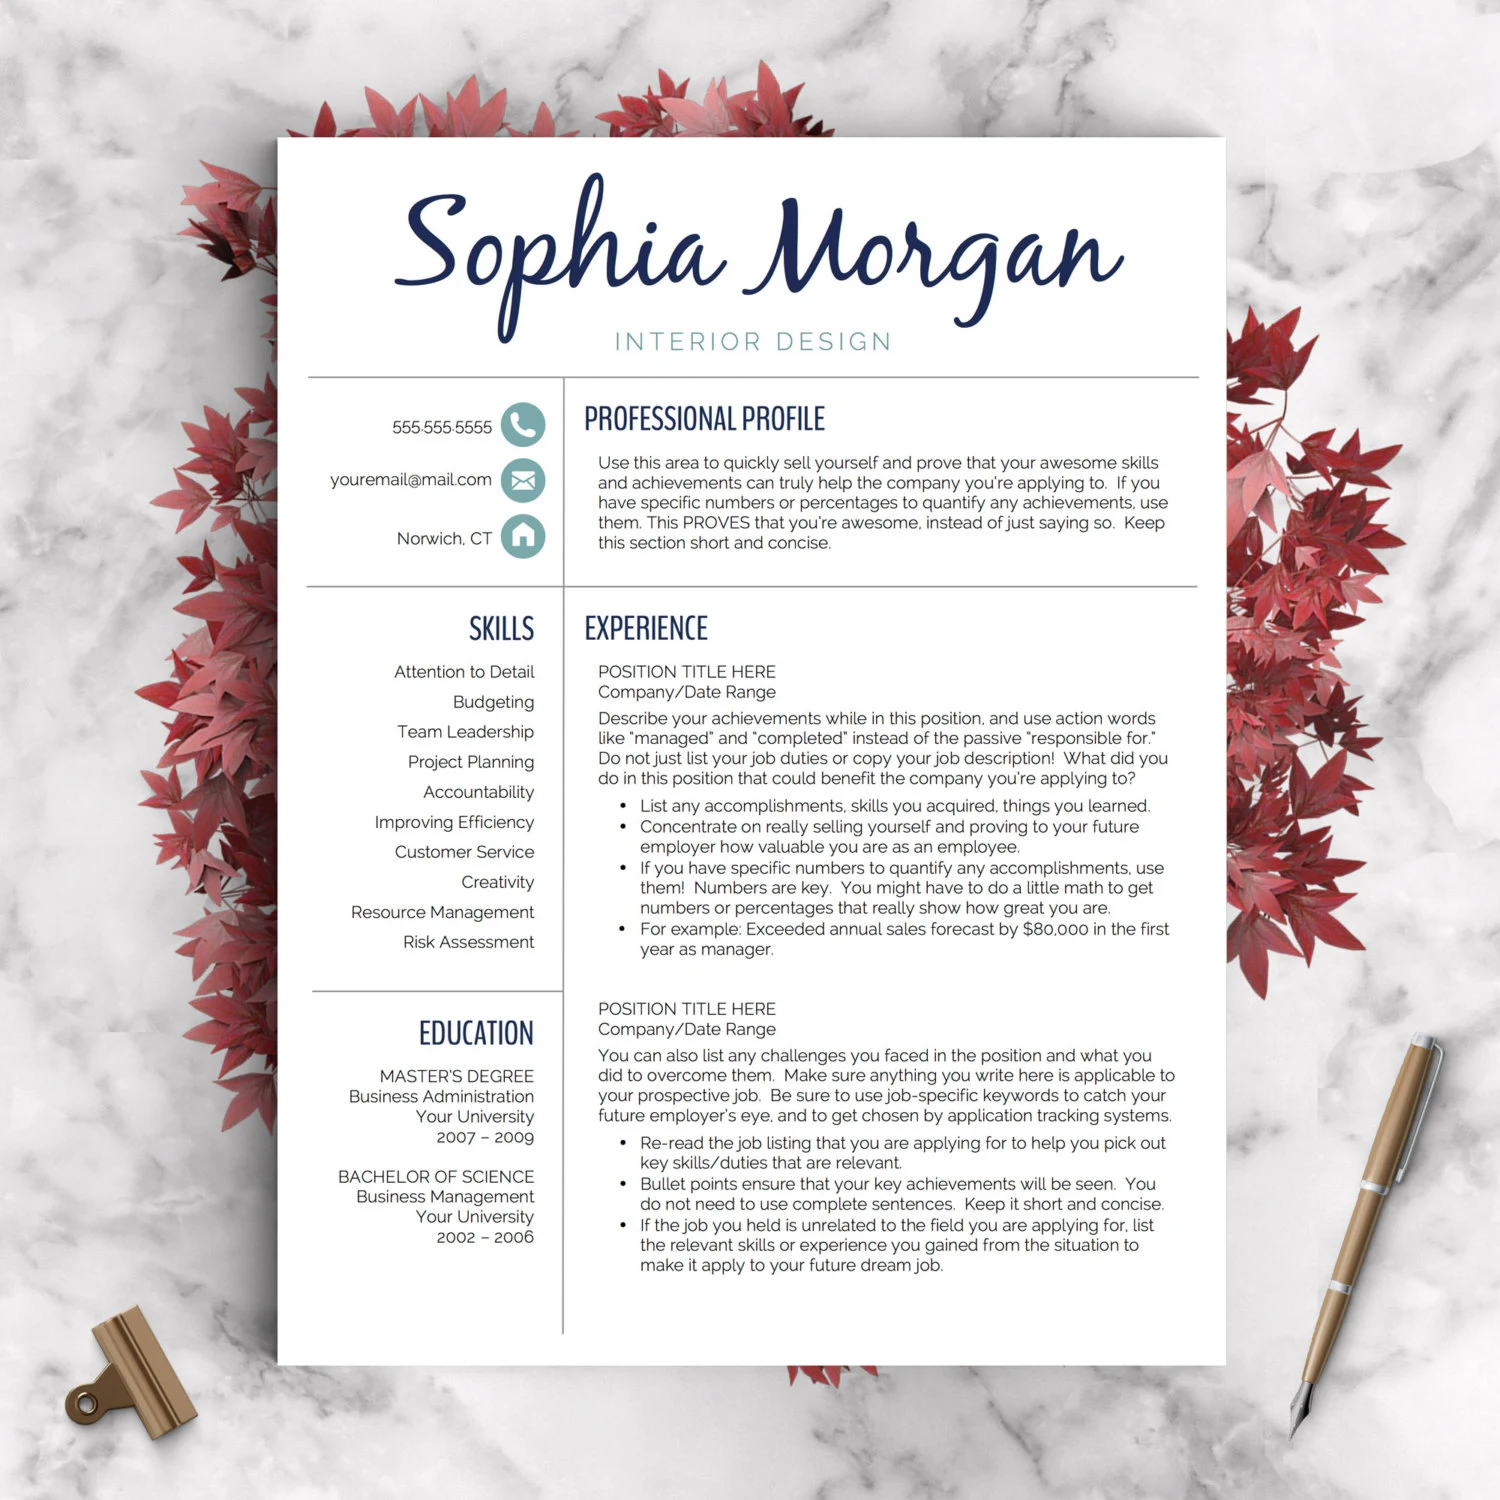 Sophia Morgan
INTERIOR DESIGN
555.555.5555
youremail@mail.com
Norwich, CT
PROFESSIONAL PROFILE
Use this area to quickly sell yourself and prove that your awesome skills
and achievements can truly help the company you're applying to.  If you
have specific numbers or percentages to quantify any achievements, use
them. This PROVES that you're awesome, instead of just saying so.  Keep
this section short and concise.
SKILLS
Attention to Detail
Budgeting
Team Leadership
Project Planning
Accountability
Improving Efficiency
Customer Service
Creativity
Resource Management
Risk Assessment
EDUCATION
MASTER'S DEGREE
Business Administration
Your University
2007 – 2009
BACHELOR OF SCIENCE
Business Management
Your University
2002 – 2006
EXPERIENCE
POSITION TITLE HERE
Company/Date Range
Describe your achievements while in this position, and use action words
like "managed" and "completed" instead of the passive "responsible for."
Do not just list your job duties or copy your job description!  What did you
do in this position that could benefit the company you're applying to?
• List any accomplishments, skills you acquired, things you learned.
• Concentrate on really selling yourself and proving to your future
employer how valuable you are as an employee.
• If you have specific numbers to quantify any accomplishments, use
them!  Numbers are key.  You might have to do a little math to get
numbers or percentages that really show how great you are.
• For example: Exceeded annual sales forecast by $80,000 in the first
year as manager.
POSITION TITLE HERE
Company/Date Range
You can also list any challenges you faced in the position and what you
did to overcome them.  Make sure anything you write here is applicable to
your prospective job.  Be sure to use job-specific keywords to catch your
future employer's eye, and to get chosen by application tracking systems.
• Re-read the job listing that you are applying for to help you pick out
key skills/duties that are relevant.
• Bullet points ensure that your key achievements will be seen.  You
do not need to use complete sentences.  Keep it short and concise.
• If the job you held is unrelated to the field you are applying for, list
the relevant skills or experience you gained from the situation to
make it apply to your future dream job.